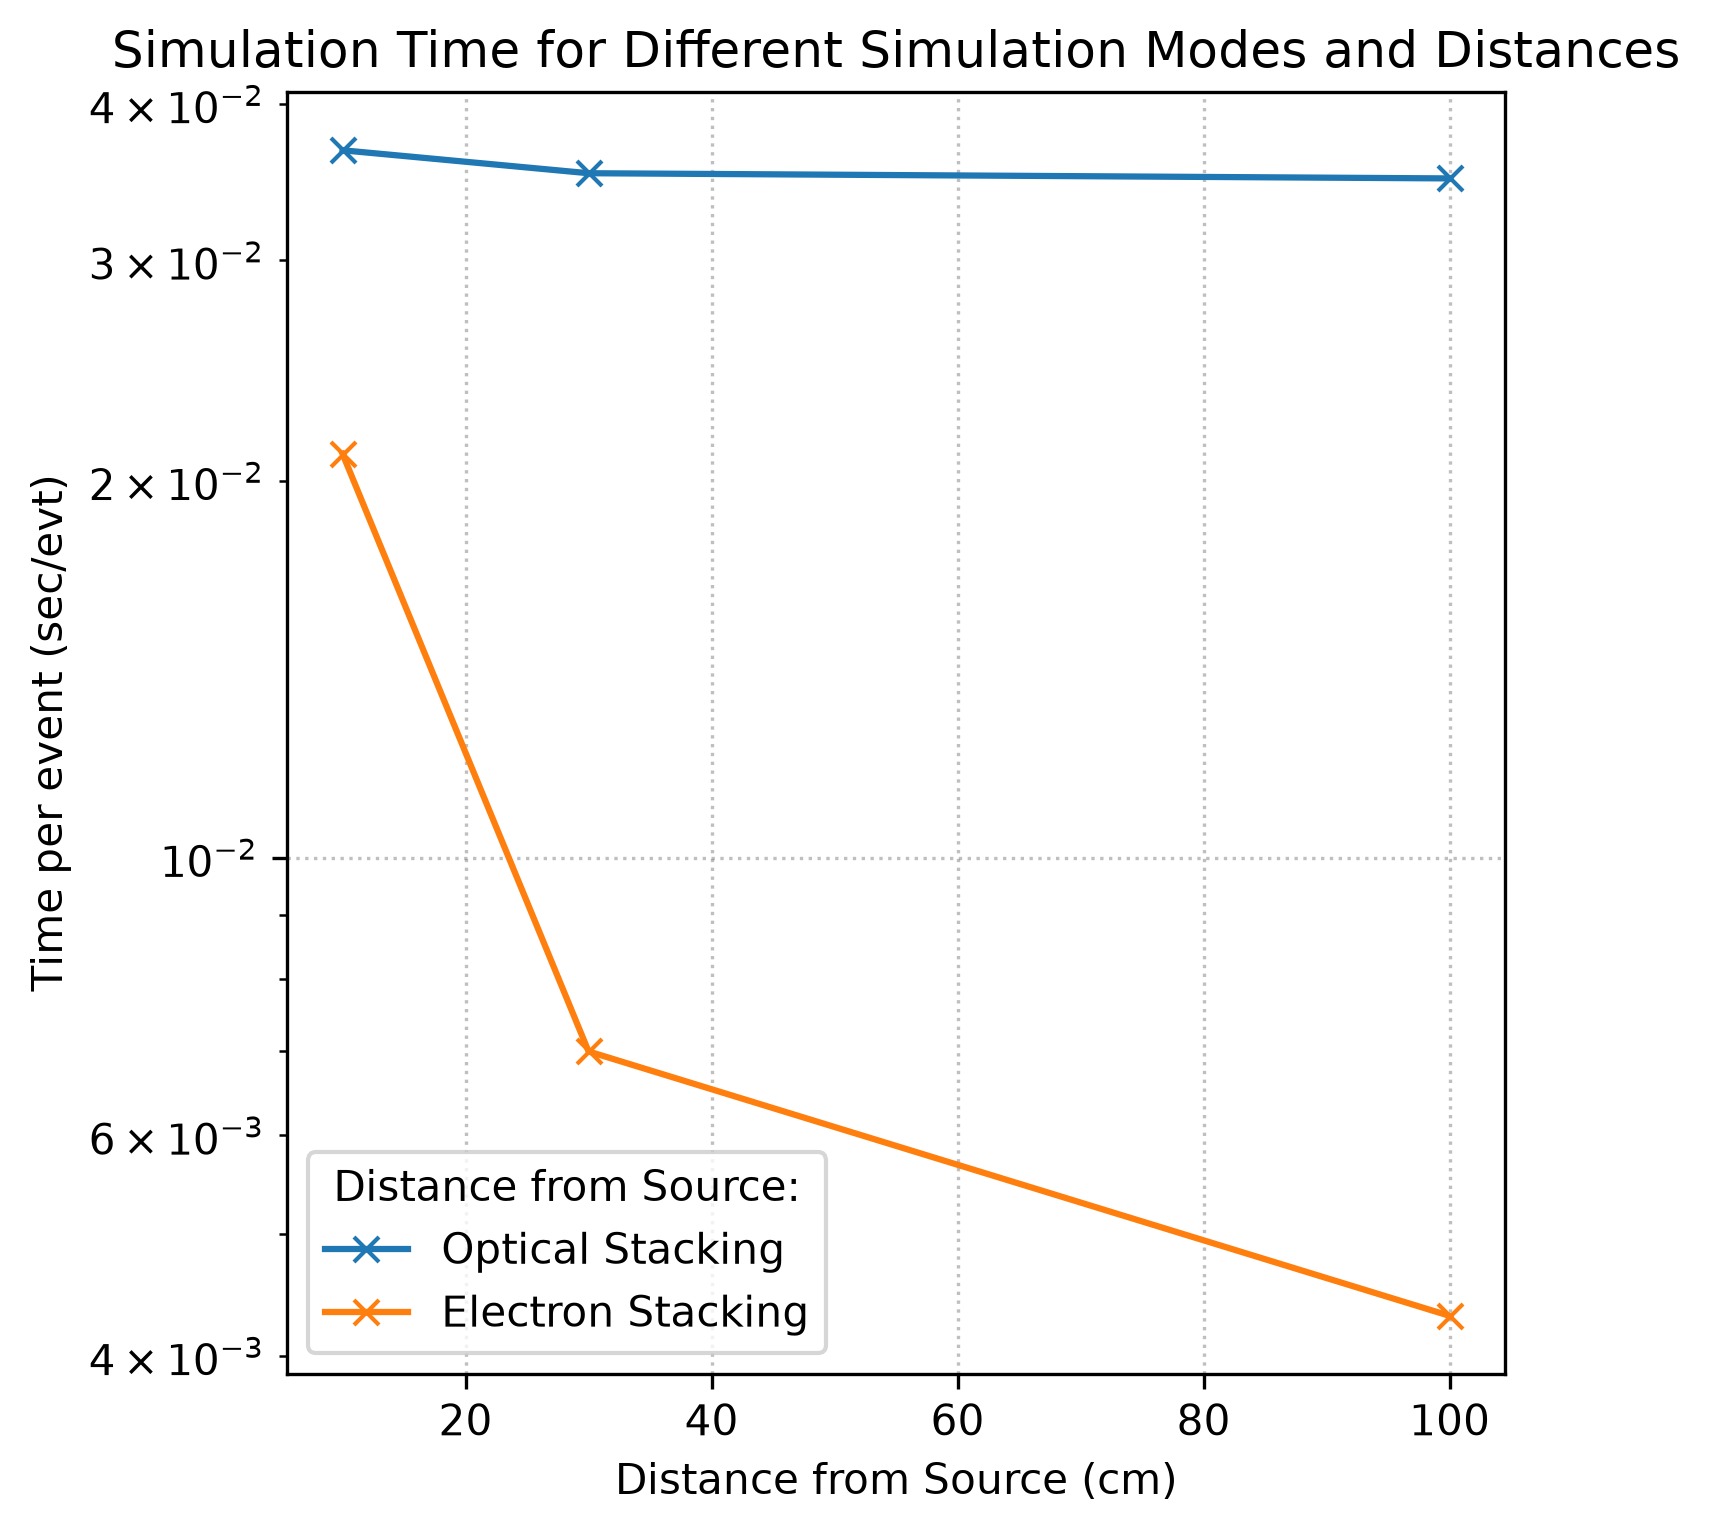 Simulation Time for Different Simulation Modes and Distances
4 × 10⁻²
3 × 10⁻²
2 × 10⁻²
10⁻²
6 × 10⁻³
4 × 10⁻³
Time per event (sec/evt)
Distance from Source:
Optical Stacking
Electron Stacking
20 40 60 80 100
Distance from Source (cm)